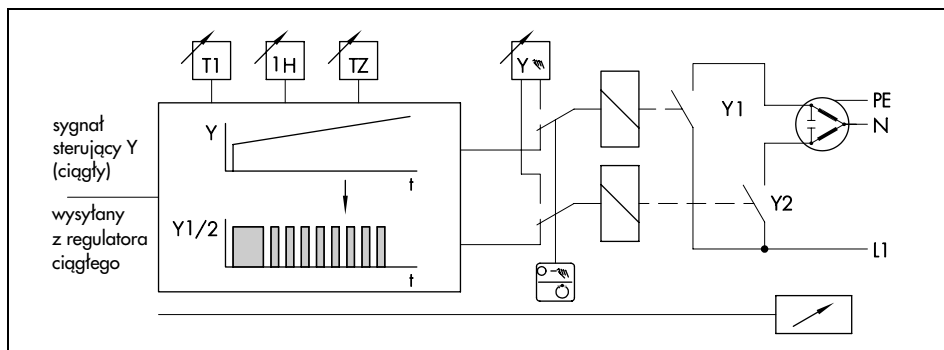 T1
1H
TZ
Y
sygnał
sterujący Y
(ciągły)
wysyłany
z regulatora
ciągłego
Y
t
Y1/2
t
Y1
Y2
PE
N
L1